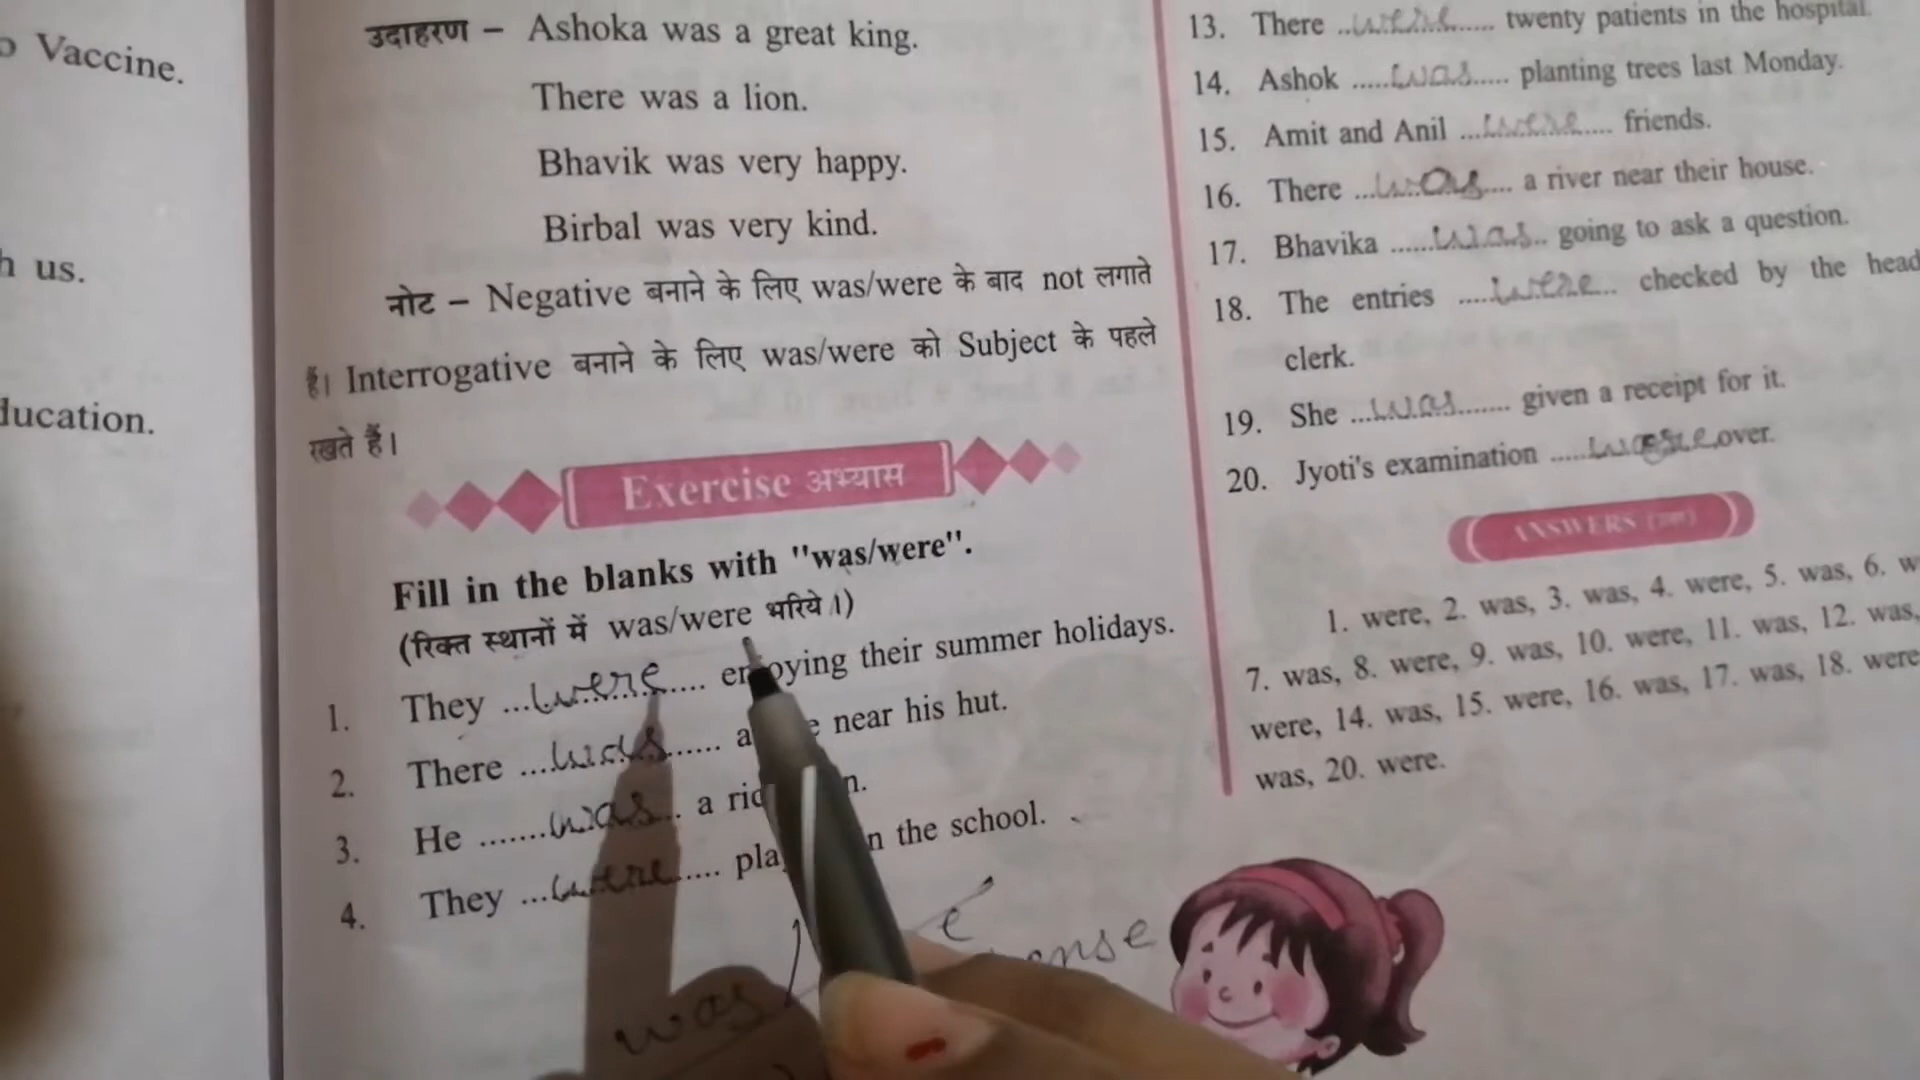 o Vaccine.
h us.
ducation.
उदाहरण – Ashoka was a great king.
There was a lion.
Bhavik was very happy.
Birbal was very kind.
नोट – Negative बनाने के लिए was/were के बाद not लगाते
हैं। Interrogative बनाने के लिए was/were को Subject के पहले
रखते हैं।
Exercise अभ्यास
Fill in the blanks with "was/were".
(रिक्त स्थानों में was/were भरिये।)
1. They ...were... enjoying their summer holidays.
2. There ...was... a near his hut.
3. He ...was... a
4. They ...were... in the school.
was /
13. There ...were... twenty patients in the hospital.
14. Ashok ...was... planting trees last Monday.
15. Amit and Anil ...were... friends.
16. There ...was... a river near their house.
17. Bhavika ...was... going to ask a question.
18. The entries ...were... checked by the head
clerk.
19. She ...was... given a receipt for it.
20. Jyoti's examination ... over.
ANSWERS
1. were, 2. was, 3. was, 4. were, 5. was, 6. w
7. was, 8. were, 9. was, 10. were, 11. was, 12. was,
were, 14. was, 15. were, 16. was, 17. was, 18. were
was, 20. were.